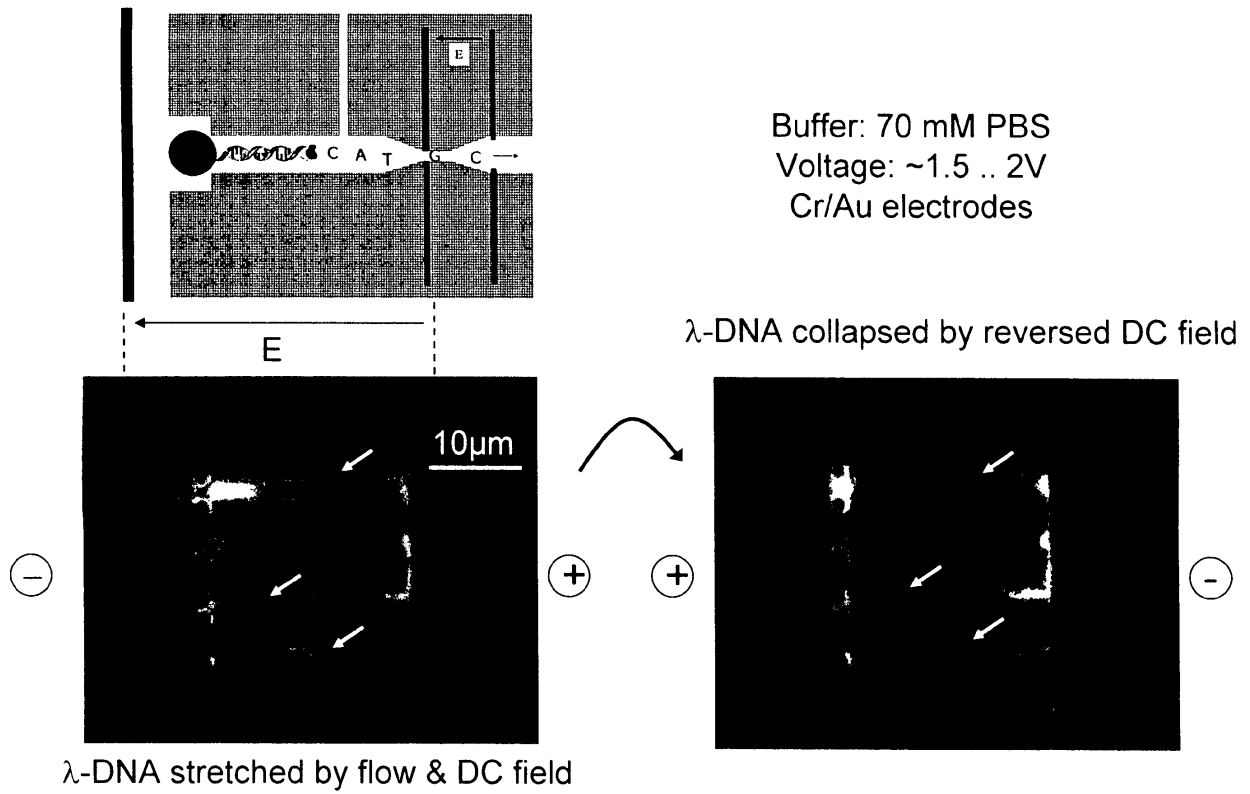 E
C A T G C
Buffer: 70 mM PBS
Voltage: ~1.5 .. 2V
Cr/Au electrodes
E
λ-DNA collapsed by reversed DC field
10μm
− + + -
λ-DNA stretched by flow & DC field